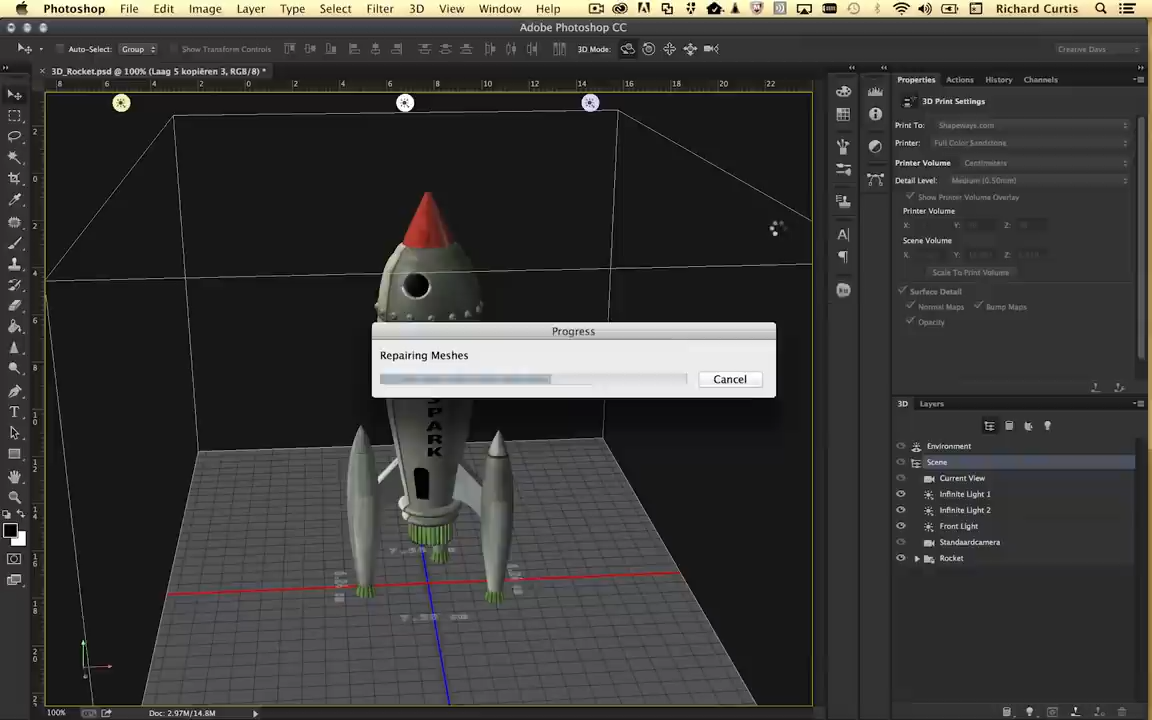 Photoshop File Edit Image Layer Type Select Filter 3D View Window Help Richard Curtis
Adobe Photoshop CC
Auto-Select: Group Show Transform Controls 3D Mode: Creative Days
3D_Rocket.psd @ 100% (Laag 5 kopiëren 3, RGB/8) *
Properties Actions History Channels
3D Print Settings
Print To: Shapeways.com
Printer: Full Color Sandstone
Printer Volume Centimeters
Detail Level: Medium (0.50mm)
Show Printer Volume Overlay
Printer Volume
X: Y: Z:
Scene Volume
X: Y: Z:
Scale To Print Volume
Surface Detail
Normal Maps Bump Maps
Opacity
Progress
Repairing Meshes
Cancel
PARK
3D Layers
Environment
Scene
Current View
Infinite Light 1
Infinite Light 2
Front Light
Standaardcamera
Rocket
100% Doc: 2.97M/14.8M